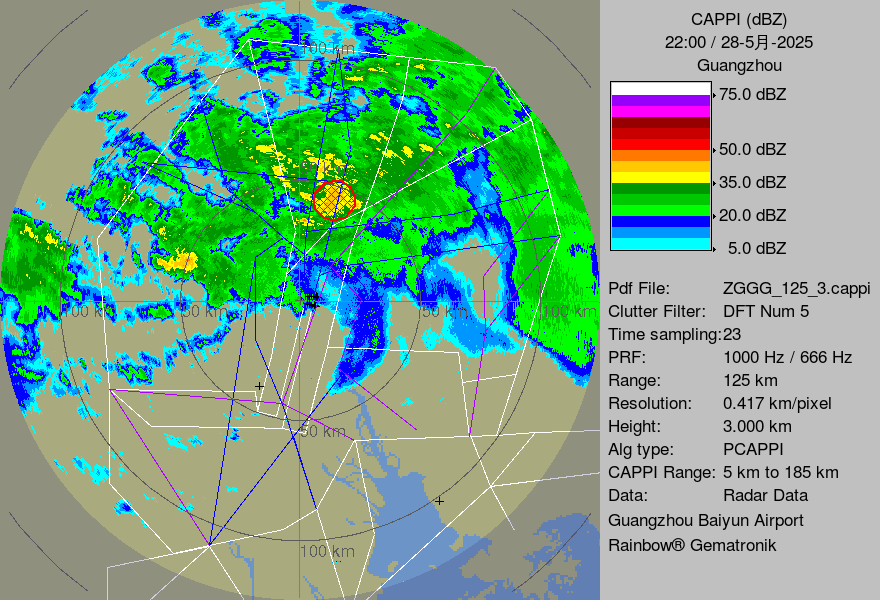 CAPPI (dBZ)
22:00 / 28-5月-2025
Guangzhou
75.0 dBZ
50.0 dBZ
35.0 dBZ
20.0 dBZ
5.0 dBZ
Pdf File: ZGGG_125_3.cappi
Clutter Filter: DFT Num 5
Time sampling:23
PRF: 1000 Hz / 666 Hz
Range: 125 km
Resolution: 0.417 km/pixel
Height: 3.000 km
Alg type: PCAPPI
CAPPI Range: 5 km to 185 km
Data: Radar Data
Guangzhou Baiyun Airport
Rainbow® Gematronik
100 km
100 km
50 km
50 km
100 km
50 km
100 km